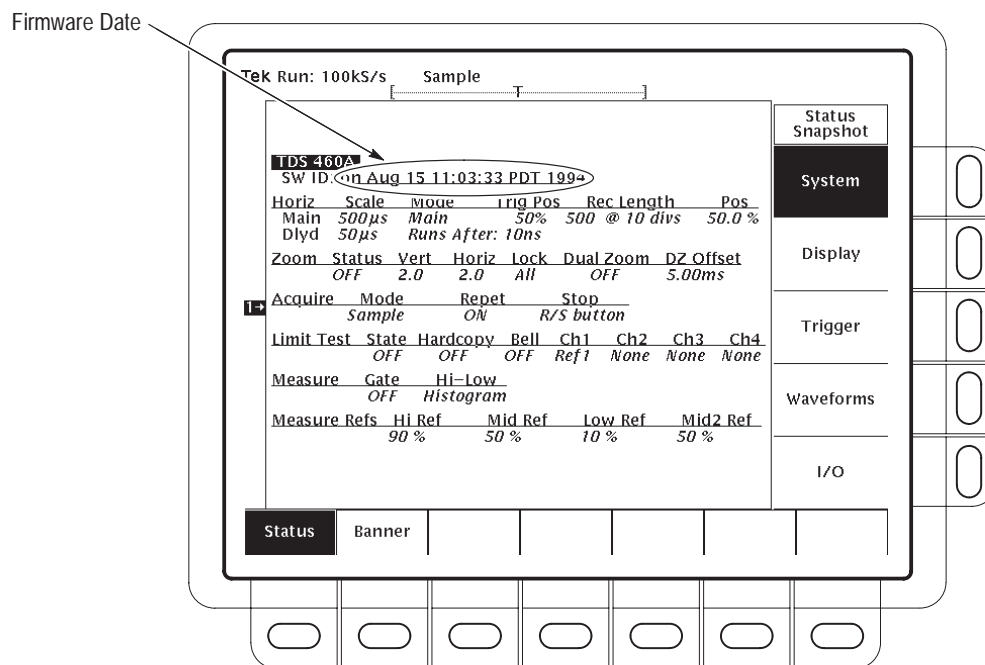 Firmware Date
Tek Run: 100kS/s Sample
[ T ]
Status
Snapshot
TDS 460A
SW ID: on Aug 15 11:03:33 PDT 1994
System
Horiz Scale Mode Trig Pos Rec Length Pos
Main 500µs Main 50% 500 @ 10 divs 50.0 %
Dlyd 50µs Runs After: 10ns
Display
Zoom Status Vert Horiz Lock Dual Zoom DZ Offset
OFF 2.0 2.0 All OFF 5.00ms
1→
Acquire Mode Repet Stop
Sample ON R/S button
Trigger
Limit Test State Hardcopy Bell Ch1 Ch2 Ch3 Ch4
OFF OFF OFF Ref1 None None None
Measure Gate Hi–Low
OFF Histogram
Waveforms
Measure Refs Hi Ref Mid Ref Low Ref Mid2 Ref
90 % 50 % 10 % 50 %
I/O
Status Banner